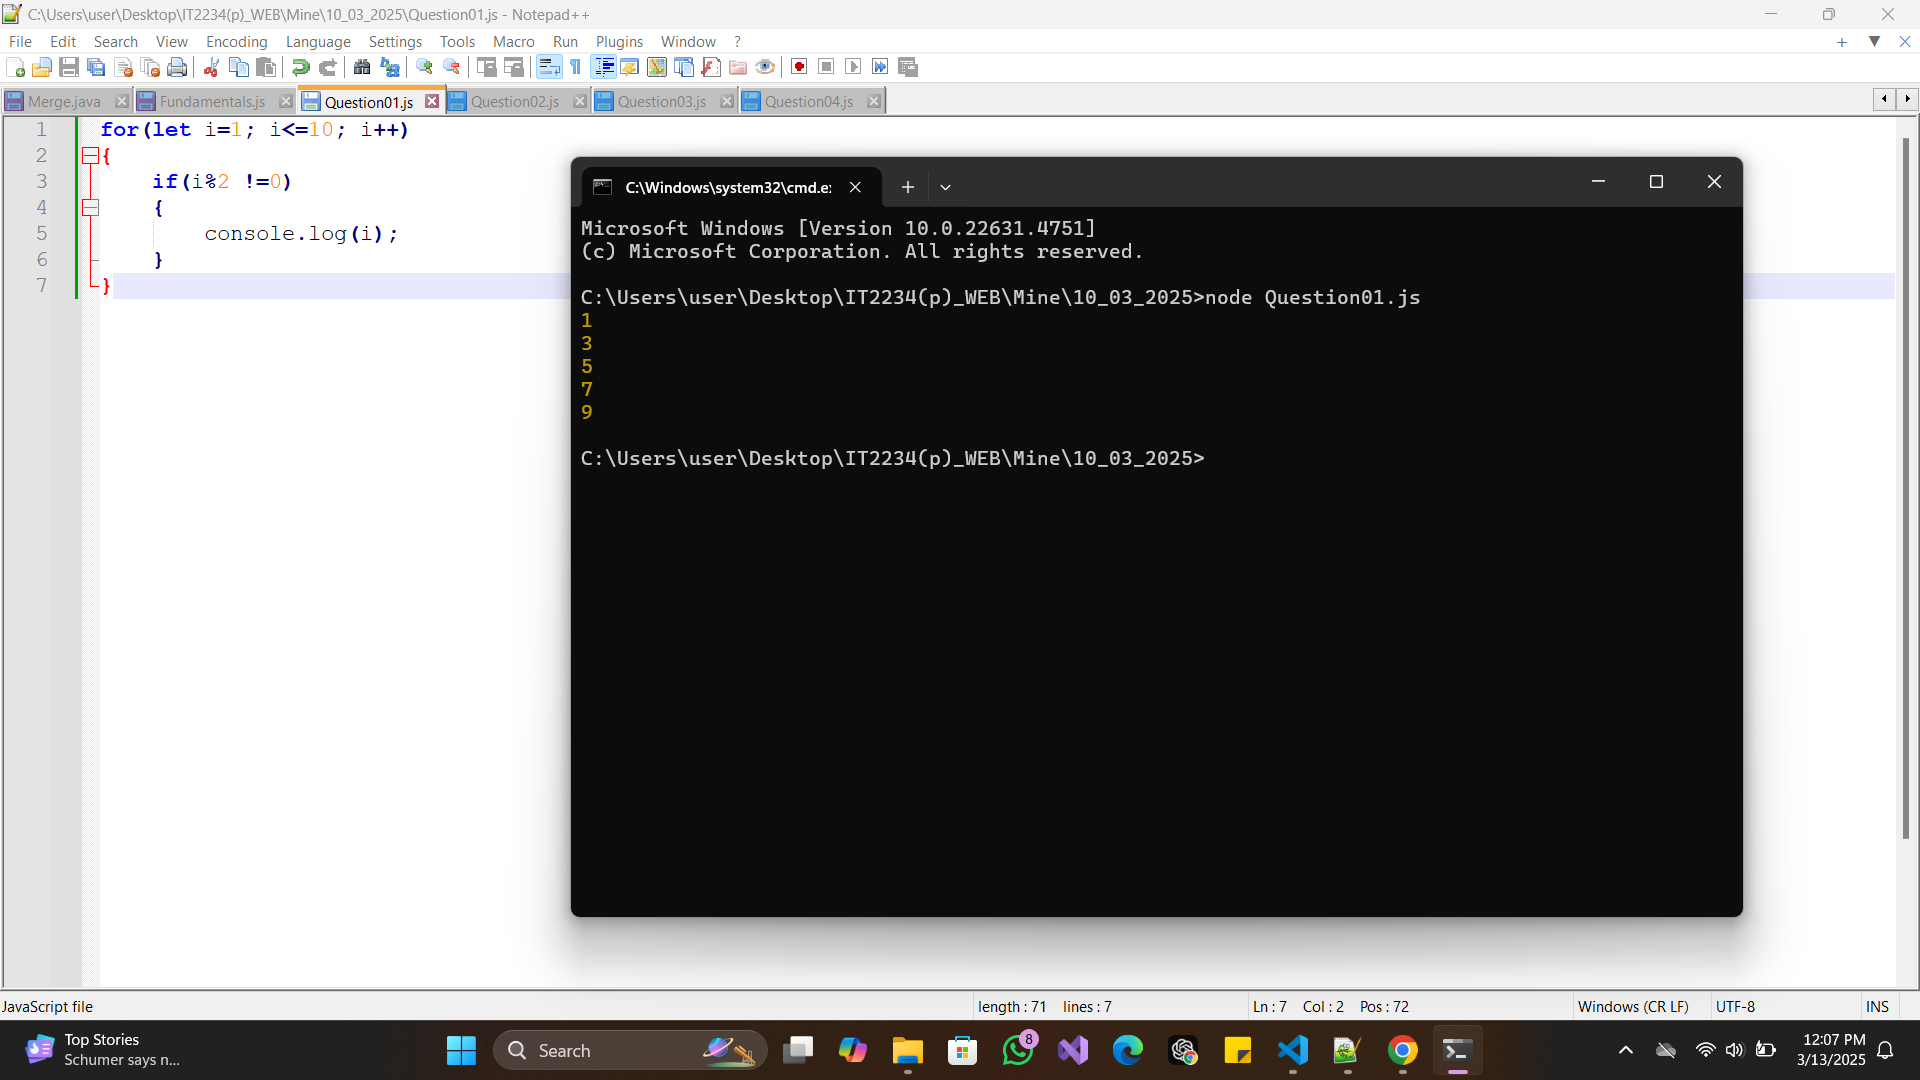 C:\Users\user\Desktop\IT2234(p)_WEB\Mine\10_03_2025\Question01.js - Notepad++
File Edit Search View Encoding Language Settings Tools Macro Run Plugins Window ?
Merge.java Fundamentals.js Question01.js Question02.js Question03.js Question04.js
1 for(let i=1; i<=10; i++)
2 {
3 if(i%2 !=0)
4 {
5 console.log(i);
6 }
7 }
C:\Windows\system32\cmd.e
Microsoft Windows [Version 10.0.22631.4751]
(c) Microsoft Corporation. All rights reserved.
C:\Users\user\Desktop\IT2234(p)_WEB\Mine\10_03_2025>node Question01.js
1
3
5
7
9
C:\Users\user\Desktop\IT2234(p)_WEB\Mine\10_03_2025>
JavaScript file length : 71 lines : 7 Ln : 7 Col : 2 Pos : 72 Windows (CR LF) UTF-8 INS
Top Stories
Schumer says n...
Search
8
12:07 PM
3/13/2025